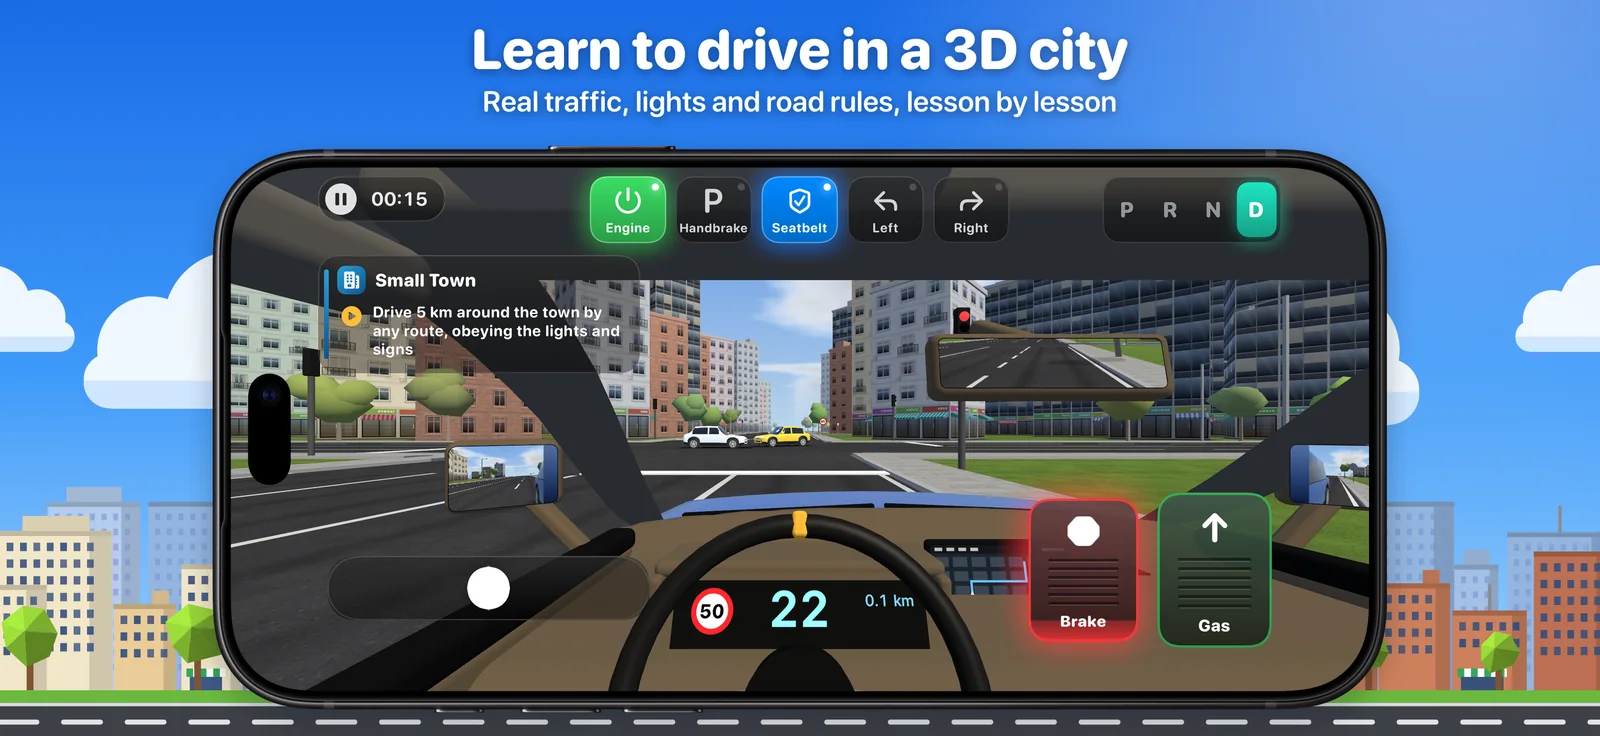 Learn to drive in a 3D city
Real traffic, lights and road rules, lesson by lesson
00:15
Engine
P
Handbrake
Seatbelt
Left
Right
P R N D
Small Town
Drive 5 km around the town by
any route, obeying the lights and
signs
50
22
0.1 km
Brake
Gas